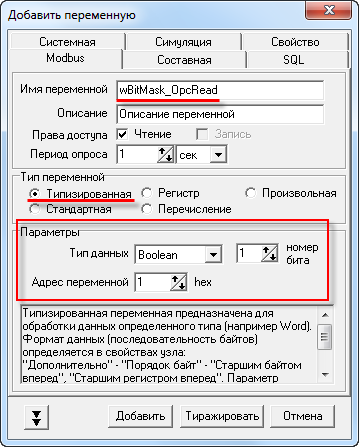 Добавить переменную
Системная Симуляция Свойство
Modbus Составная SQL
Имя переменной wBitMask_OpcRead
Описание Описание переменной
Права доступа Чтение Запись
Период опроса 1 сек
Тип переменной
Типизированная Регистр Произвольная
Стандартная Перечисление
Параметры
Тип данных Boolean 1 номер
бита
Адрес переменной 1 hex
Типизированная переменная предназначена для
обработки данных определенного типа (например Word).
Формат данных (последовательность байтов)
определяется в свойствах узла:
"Дополнительно" - "Порядок байт" - "Старшим байтом
вперед", "Старшим регистром вперед". Параметр
Добавить Тиражировать Отмена